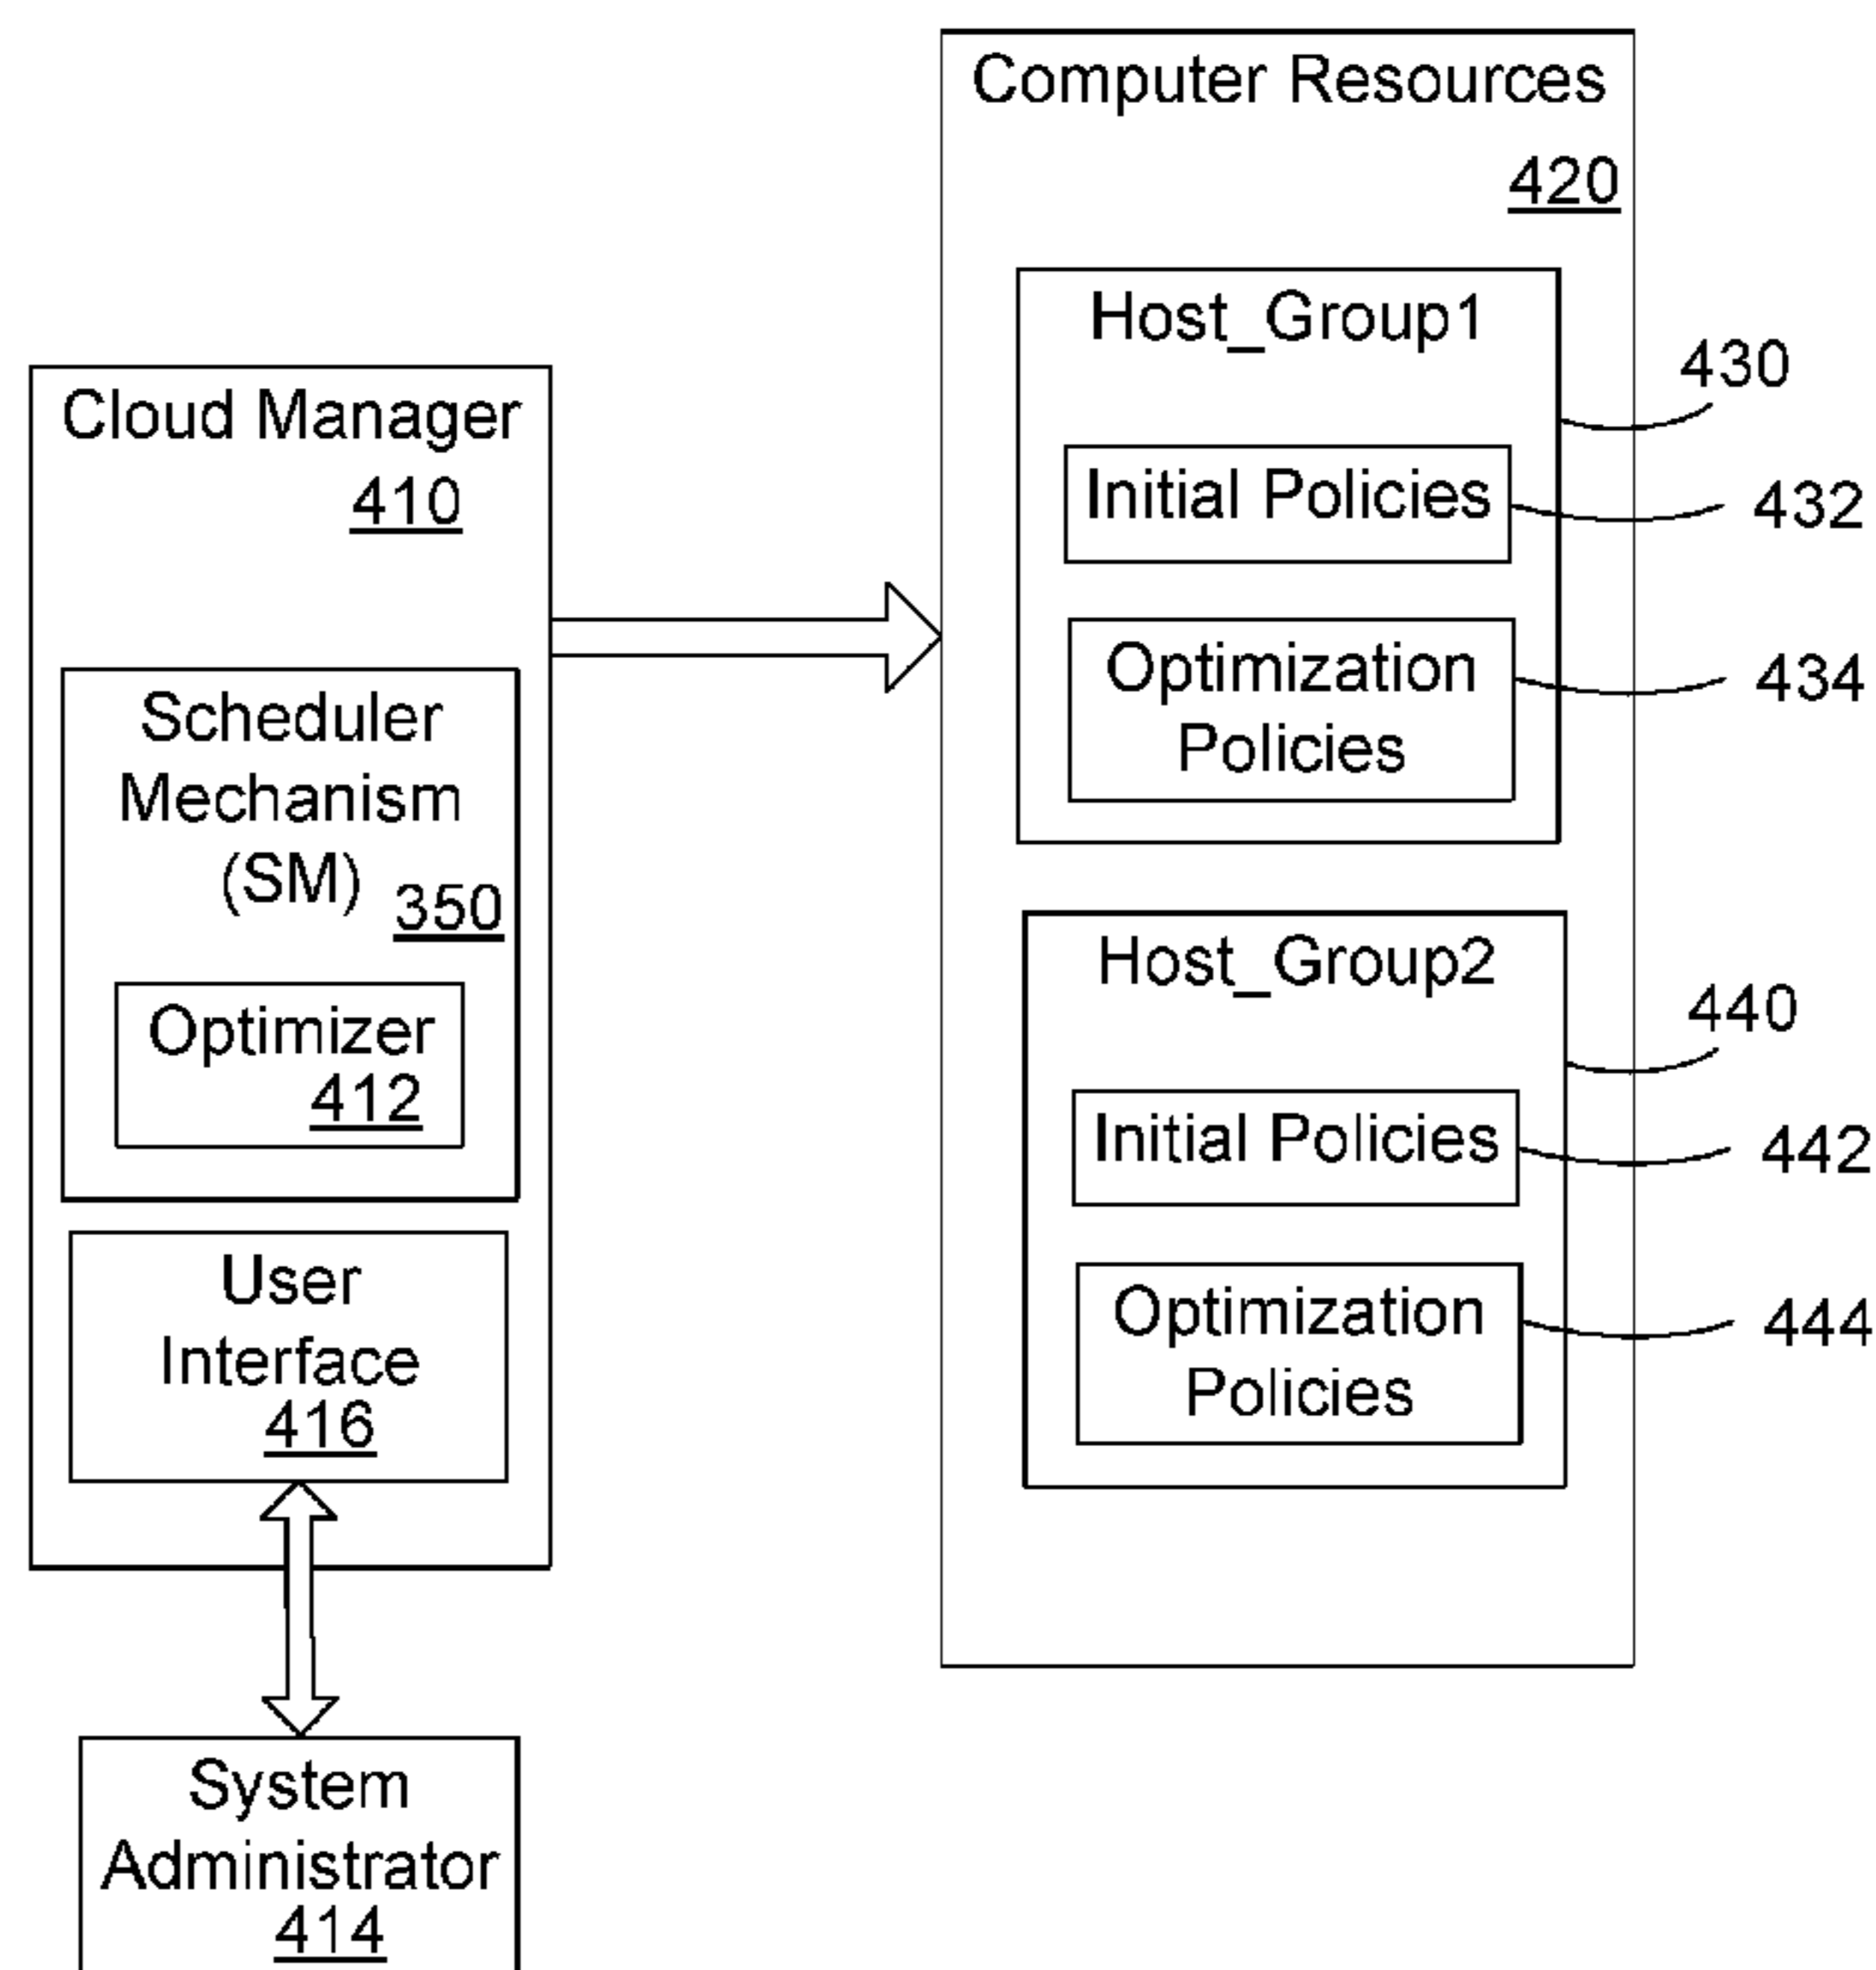 Computer Resources
420
Host_Group1
430
Initial Policies
432
Optimization
Policies
434
Host_Group2
440
Initial Policies
442
Optimization
Policies
444
Cloud Manager
410
Scheduler
Mechanism
(SM)
350
Optimizer
412
User
Interface
416
System
Administrator
414